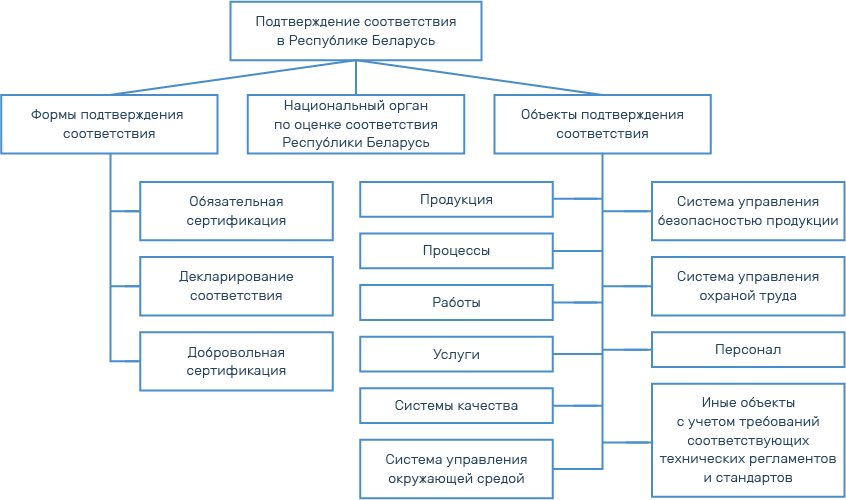 Подтверждение соответствия
в Республике Беларусь
Формы подтверждения
соответствия
Национальный орган
по оценке соответствия
Республики Беларусь
Объекты подтверждения
соответствия
Обязательная
сертификация
Декларирование
соответствия
Добровольная
сертификация
Продукция
Процессы
Работы
Услуги
Системы качества
Система управления
окружающей средой
Система управления
безопасностью продукции
Система управления
охраной труда
Персонал
Иные объекты
с учетом требований
соответствующих
технических регламентов
и стандартов